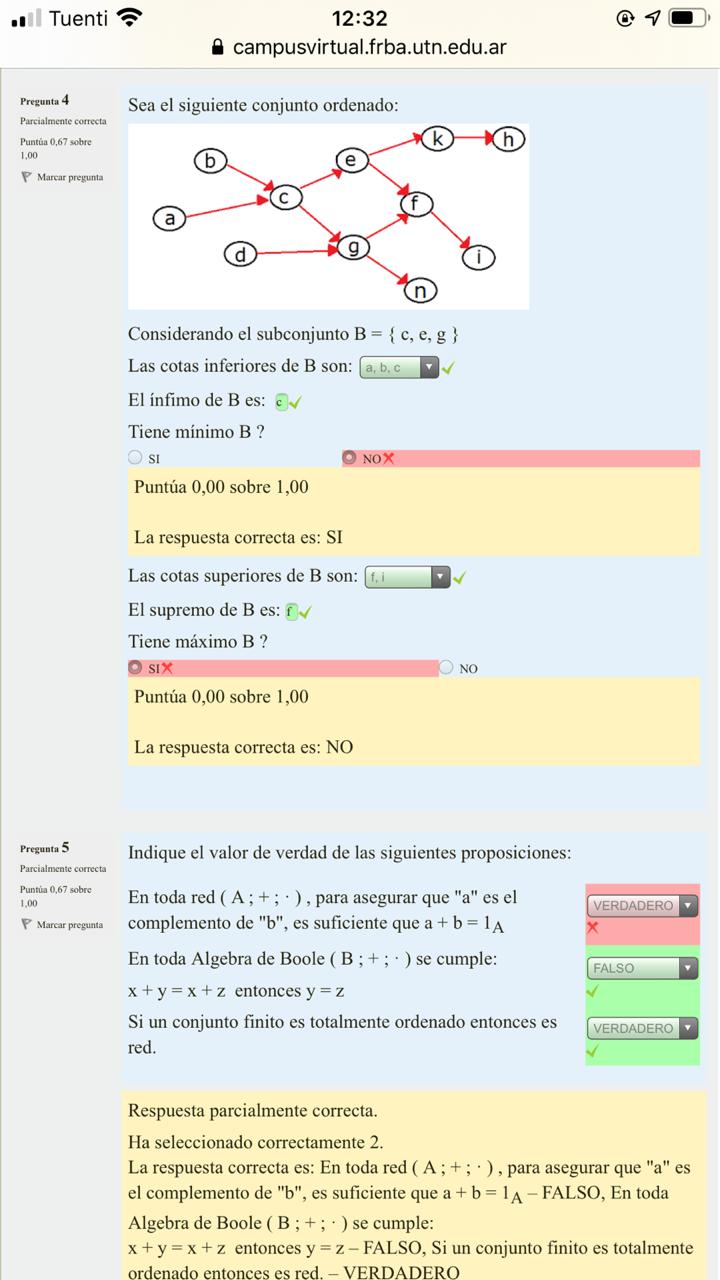 Tuenti 12:32
campusvirtual.frba.utn.edu.ar
Pregunta 4
Parcialmente correcta
Puntúa 0,67 sobre
1,00
Marcar pregunta
Sea el siguiente conjunto ordenado:
k
h
b
e
c
f
a
d
g
i
n
Considerando el subconjunto B = { c, e, g }
Las cotas inferiores de B son: a, b, c
El ínfimo de B es: c
Tiene mínimo B ?
SI NO
Puntúa 0,00 sobre 1,00
La respuesta correcta es: SI
Las cotas superiores de B son: f, i
El supremo de B es: f
Tiene máximo B ?
SI NO
Puntúa 0,00 sobre 1,00
La respuesta correcta es: NO
Pregunta 5
Parcialmente correcta
Puntúa 0,67 sobre
1,00
Marcar pregunta
Indique el valor de verdad de las siguientes proposiciones:
En toda red ( A ; + ; · ) , para asegurar que "a" es el
complemento de "b", es suficiente que a + b = 1A
VERDADERO
En toda Algebra de Boole ( B ; + ; · ) se cumple:
x + y = x + z entonces y = z
FALSO
Si un conjunto finito es totalmente ordenado entonces es
red.
VERDADERO
Respuesta parcialmente correcta.
Ha seleccionado correctamente 2.
La respuesta correcta es: En toda red ( A ; + ; · ) , para asegurar que "a" es
el complemento de "b", es suficiente que a + b = 1A – FALSO, En toda
Algebra de Boole ( B ; + ; · ) se cumple:
x + y = x + z entonces y = z – FALSO, Si un conjunto finito es totalmente
ordenado entonces es red. – VERDADERO